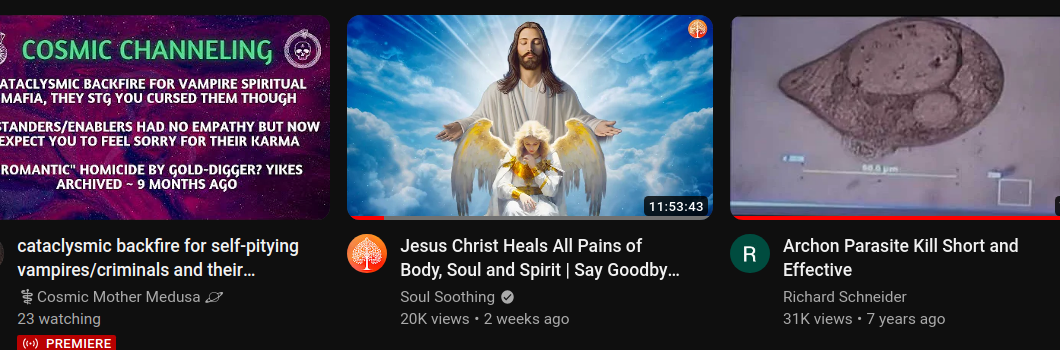 COSMIC CHANNELING
ATACLYSMIC BACKFIRE FOR VAMPIRE SPIRITUAL
MAFIA, THEY STG YOU CURSED THEM THOUGH
STANDERS/ENABLERS HAD NO EMPATHY BUT NOW
EXPECT YOU TO FEEL SORRY FOR THEIR KARMA
ROMANTIC" HOMICIDE BY GOLD-DIGGER? YIKES
ARCHIVED ~ 9 MONTHS AGO
cataclysmic backfire for self-pitying
vampires/criminals and their...
Cosmic Mother Medusa
23 watching
PREMIERE
11:53:43
Jesus Christ Heals All Pains of
Body, Soul and Spirit | Say Goodby...
Soul Soothing
20K views • 2 weeks ago
R
Archon Parasite Kill Short and
Effective
Richard Schneider
31K views • 7 years ago